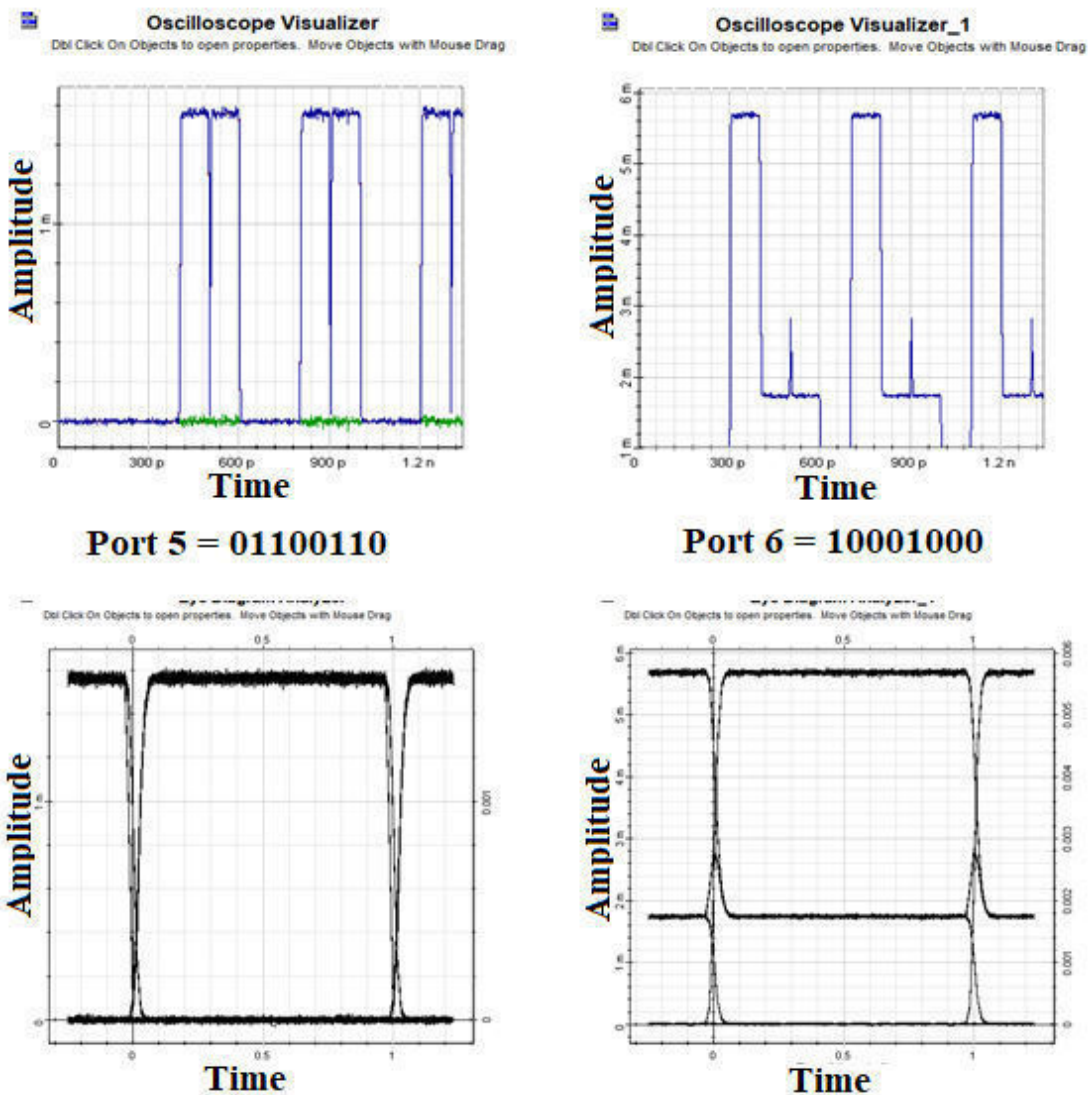 Oscilloscope Visualizer
Dbl Click On Objects to open properties. Move Objects with Mouse Drag
Amplitude
1 m
0
0 300 p 600 p 900 p 1.2 n
Time
Port 5 = 01100110
Oscilloscope Visualizer_1
Dbl Click On Objects to open properties. Move Objects with Mouse Drag
Amplitude
6 m
5 m
4 m
3 m
2 m
1 m
0 300 p 600 p 900 p 1.2 n
Time
Port 6 = 10001000
Dbl Click On Objects to open properties. Move Objects with Mouse Drag
0 0.5 1
Amplitude
1 m
0
0.001
0
0 0.5 1
Time
Dbl Click On Objects to open properties. Move Objects with Mouse Drag
0 0.5 1
Amplitude
6 m
5 m
4 m
3 m
2 m
1 m
0
0.006
0.005
0.004
0.003
0.002
0.001
0
0 0.5 1
Time